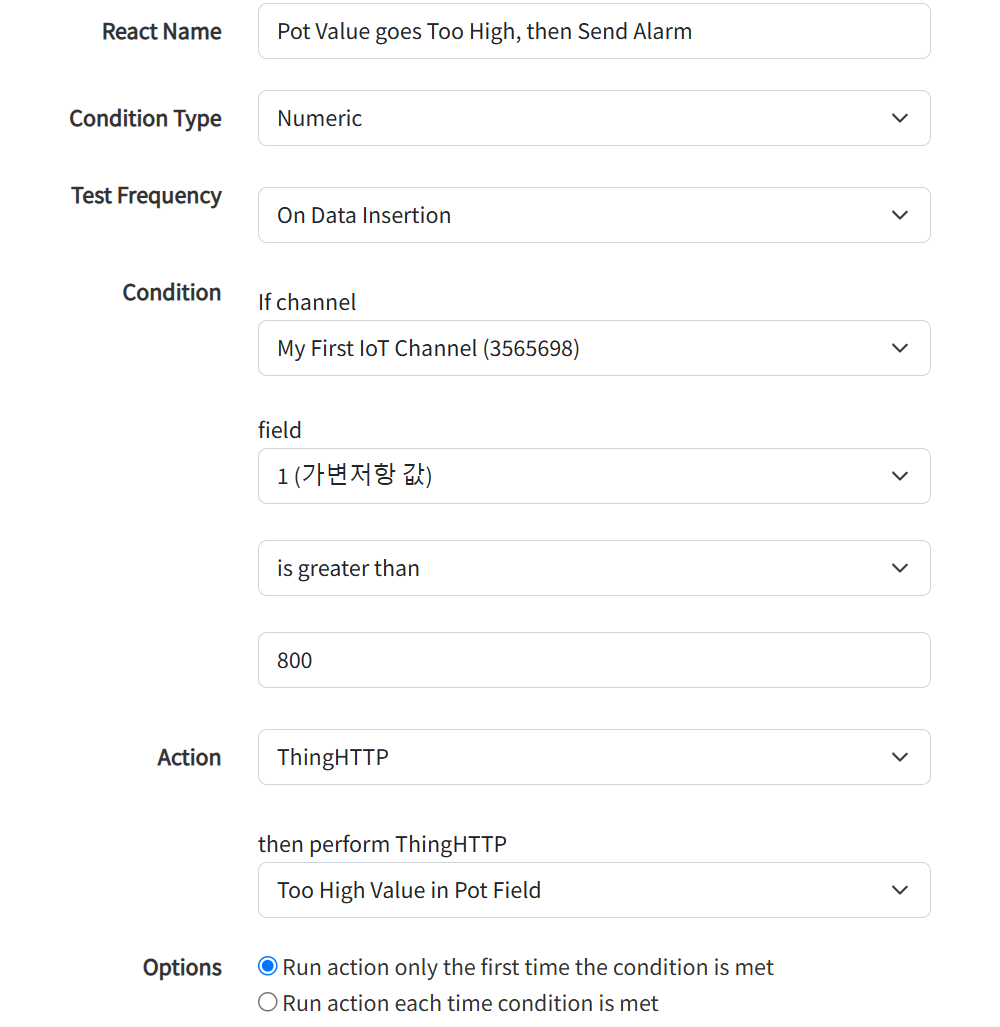 React Name
Pot Value goes Too High, then Send Alarm
Condition Type
Numeric
Test Frequency
On Data Insertion
Condition
If channel
My First IoT Channel (3565698)
field
1 (가변저항 값)
is greater than
800
Action
ThingHTTP
then perform ThingHTTP
Too High Value in Pot Field
Options
Run action only the first time the condition is met
Run action each time condition is met